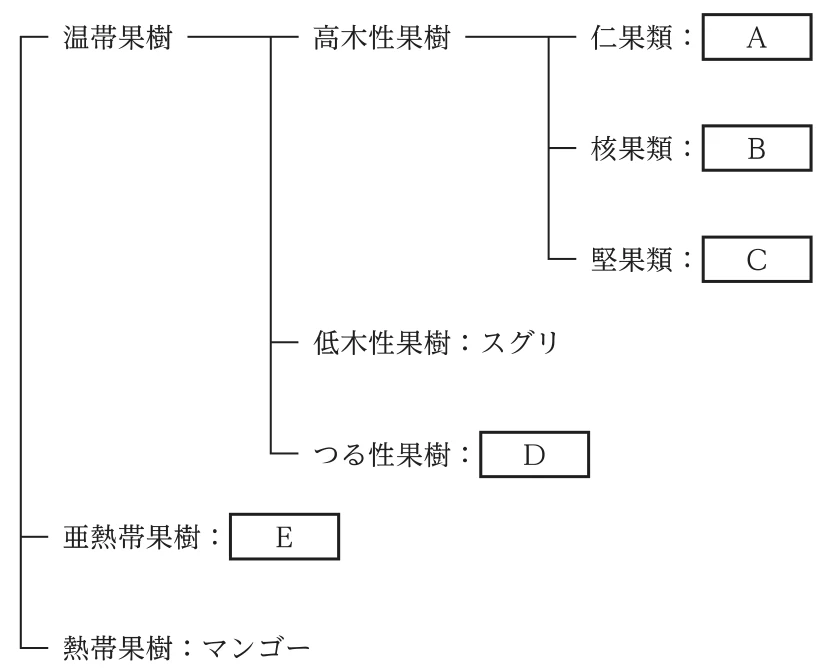 温帯果樹 高木性果樹 仁果類：A
核果類：B
堅果類：C
低木性果樹：スグリ
つる性果樹：D
亜熱帯果樹：E
熱帯果樹：マンゴー